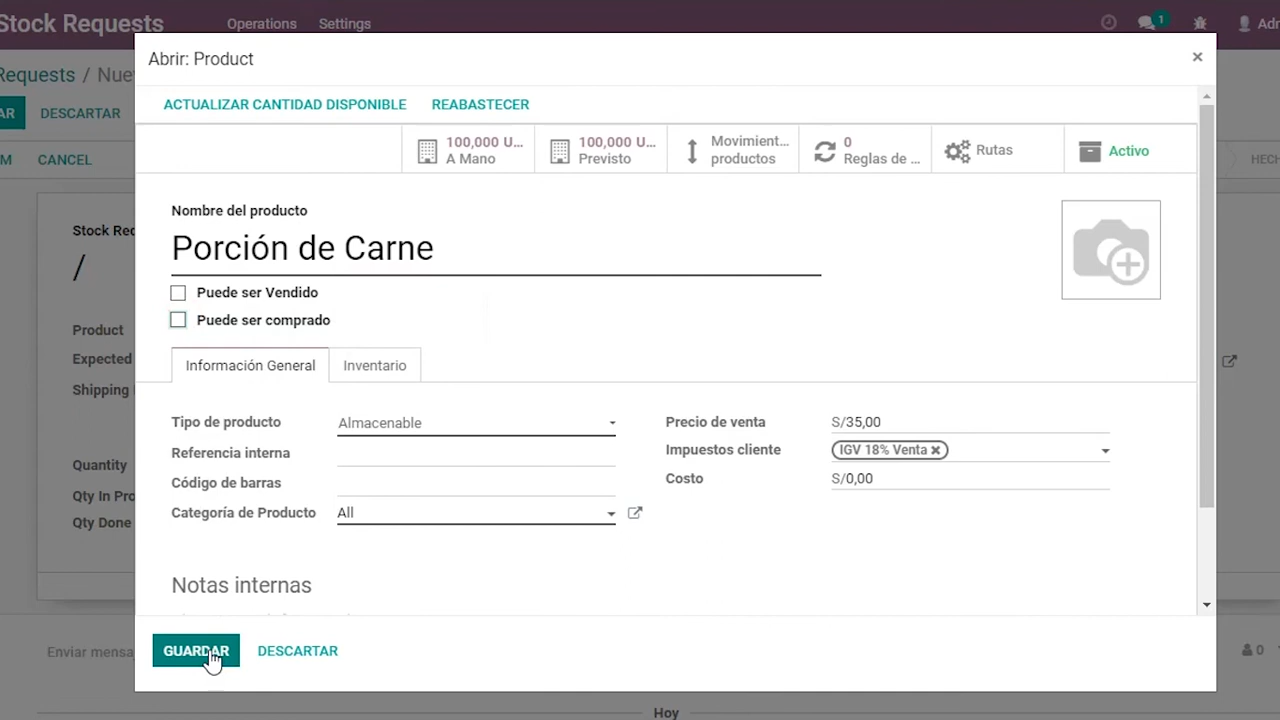 Stock Requests Operations Settings 1
Requests / Nue
AR DESCARTAR
M CANCEL HECH
Stock Req
/
Product
Expected
Shipping
Quantity
Qty In Pro
Qty Done
Enviar mensa 0
Abrir: Product ×
ACTUALIZAR CANTIDAD DISPONIBLE REABASTECER
100,000 U...
A Mano
100,000 U...
Previsto
Movimient...
productos
0
Reglas de ...
Rutas
Activo
Nombre del producto
Porción de Carne
Puede ser Vendido
Puede ser comprado
Información General Inventario
Tipo de producto Almacenable
Referencia interna
Código de barras
Categoría de Producto All
Precio de venta S/35,00
Impuestos cliente IGV 18% Venta ×
Costo S/0,00
Notas internas
GUARDAR DESCARTAR
Hoy